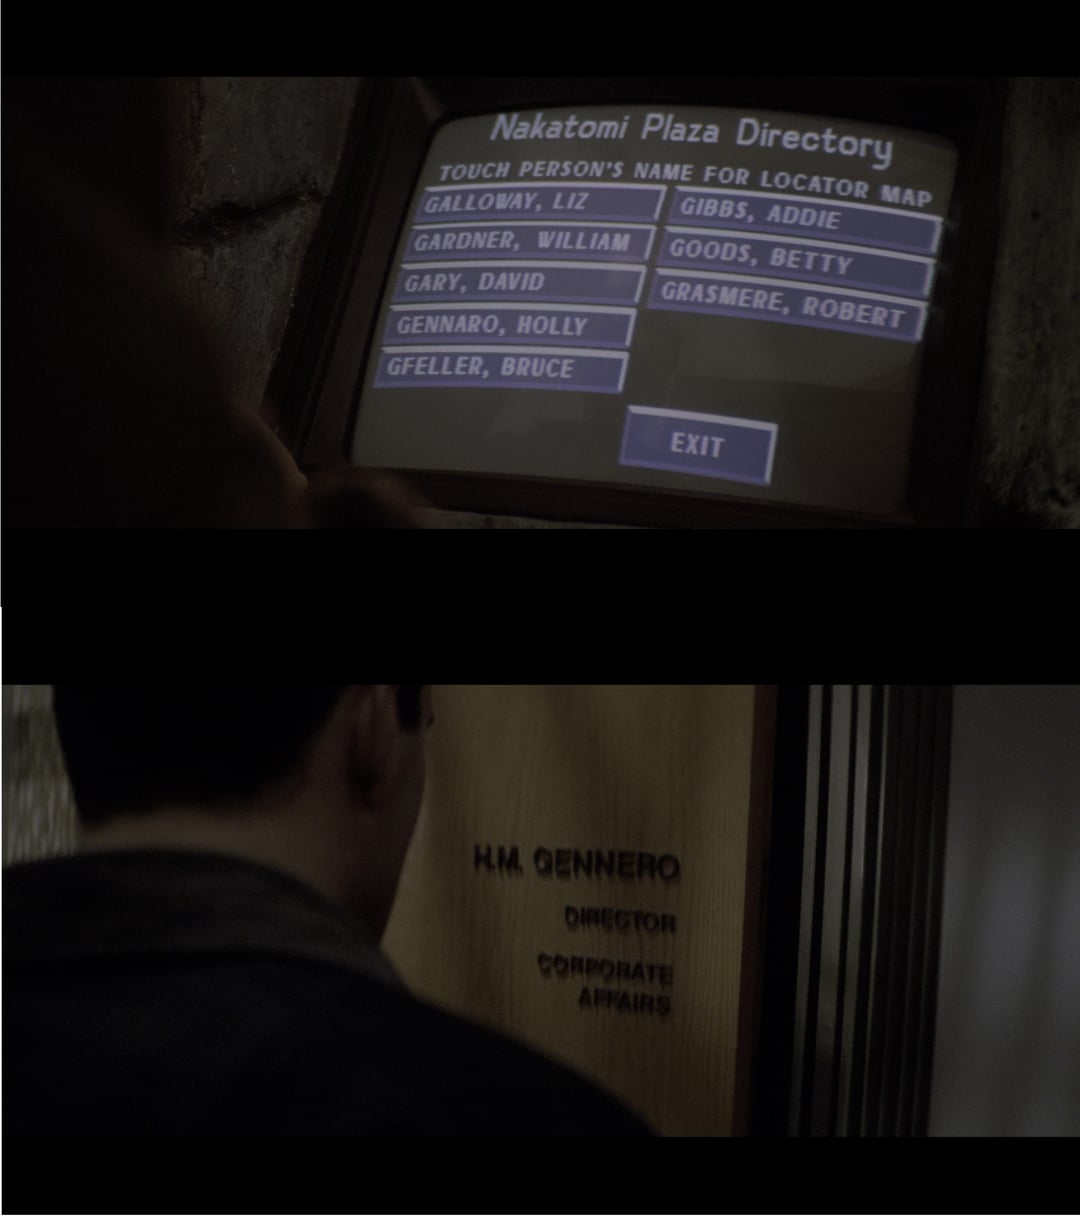 Nakatomi Plaza Directory
TOUCH PERSON'S NAME FOR LOCATOR MAP
GALLOWAY, LIZ
GARDNER, WILLIAM
GARY, DAVID
GENNARO, HOLLY
GFELLER, BRUCE
GIBBS, ADDIE
GOODS, BETTY
GRASMERE, ROBERT
EXIT
H.M. GENNERO
DIRECTOR
CORPORATE
AFFAIRS